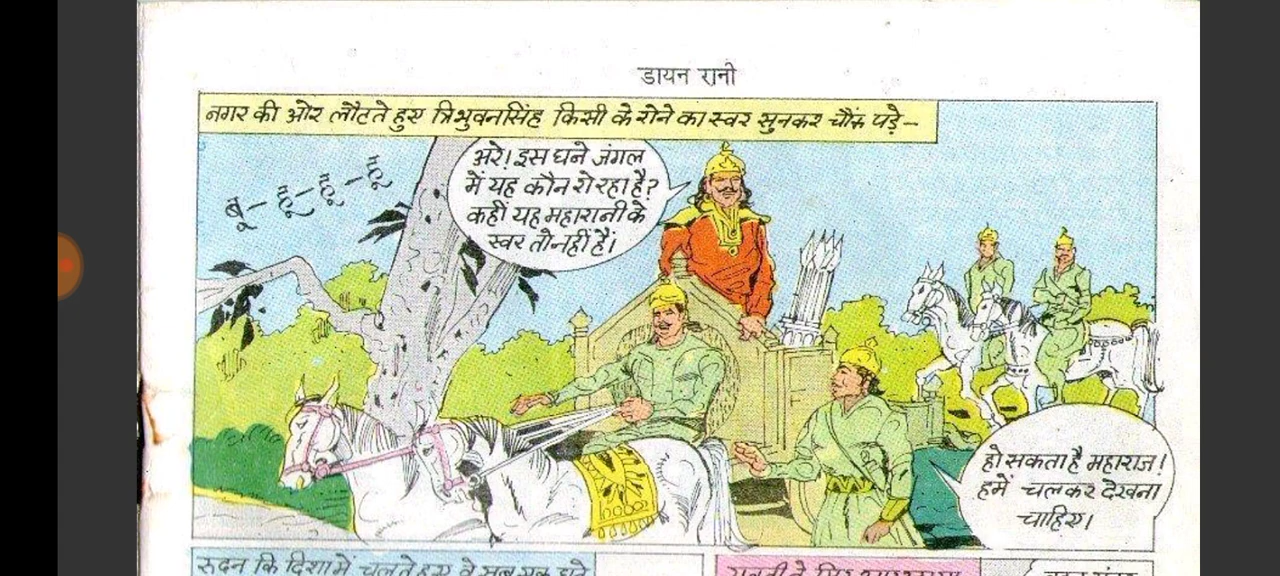 डायन रानी
नगर की ओर लौटते हुए त्रिभुवनसिंह किसी के रोने का स्वर सुनकर चौंक पड़े—
बू-हूँ-हूँ-हूँ
अरे! इस घने जंगल
में यह कौन रो रहा है?
कहीं यह महारानी के
स्वर तो नहीं हैं।
हो सकता है महाराज!
हमें चलकर देखना
चाहिए।
रूदन कि दिशा में चलते हुए वे